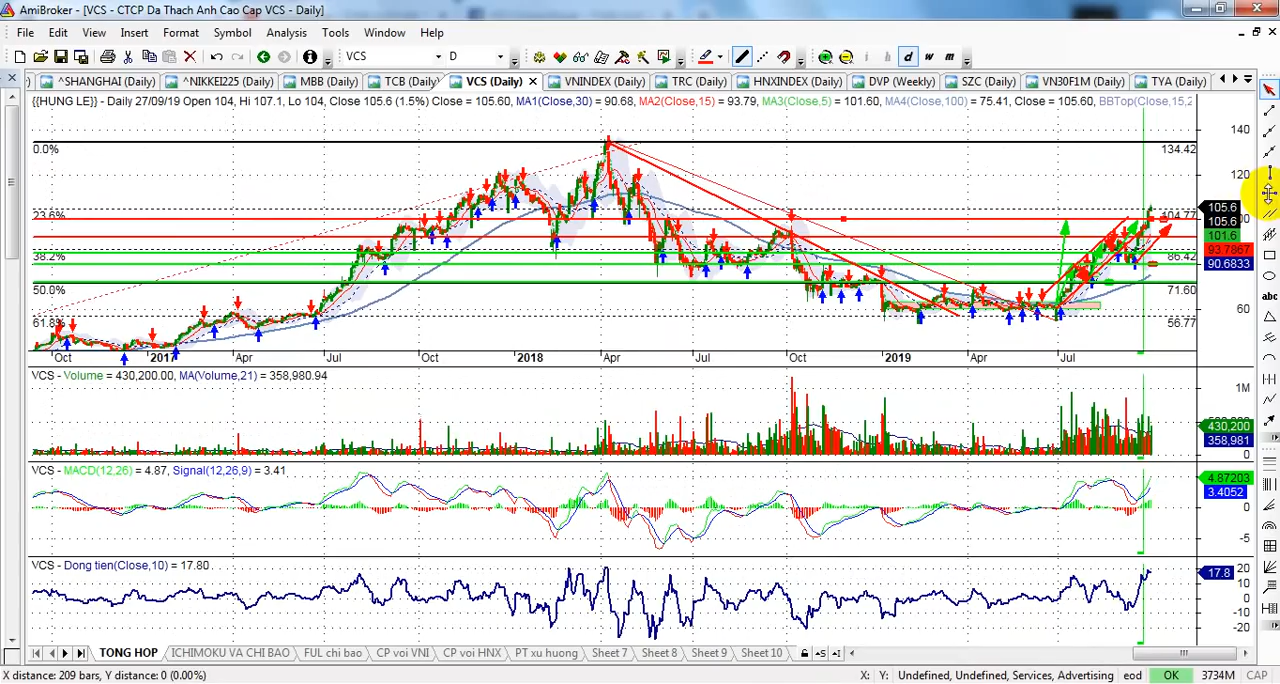 AmiBroker - [VCS - CTCP Da Thach Anh Cao Cap VCS - Daily]
File Edit View Insert Format Symbol Analysis Tools Window Help
VCS D d w m
^SHANGHAI (Daily) ^NIKKEI225 (Daily) MBB (Daily) TCB (Daily) VCS (Daily) VNINDEX (Daily) TRC (Daily) HNXINDEX (Daily) DVP (Weekly) SZC (Daily) VN30F1M (Daily) TYA (Daily)
{{HUNG LE}} - Daily 27/09/19 Open 104, Hi 107.1, Lo 104, Close 105.6 (1.5%) Close = 105.60, MA1(Close,30) = 90.68, MA2(Close,15) = 93.79, MA3(Close,5) = 101.60, MA4(Close,100) = 75.41, Close = 105.60, BBTop(Close,15,2
140
0.0% 134.42
120
105.6
23.6% 104.77
105.6
101.6
93.7867
38.2% 86.42
90.6833
50.0% 71.60
60
61.8% 56.77
Oct 2017 Apr Jul Oct 2018 Apr Jul Oct 2019 Apr Jul
VCS - Volume = 430,200.00, MA(Volume,21) = 358,980.94
1M
430,200
358,981
0
VCS - MACD(12,26) = 4.87, Signal(12,26,9) = 3.41
4.87203
3.4052
0
-5
VCS - Dong tien(Close,10) = 17.80
20
17.8
10
0
-10
-20
TONG HOP ICHIMOKU VA CHI BAO FUL chi bao CP voi VNI CP voi HNX PT xu huong Sheet 7 Sheet 8 Sheet 9 Sheet 10
X distance: 209 bars, Y distance: 0 (0.00%) X: Y: Undefined, Undefined, Services, Advertising eod OK 3734M CAP
abc